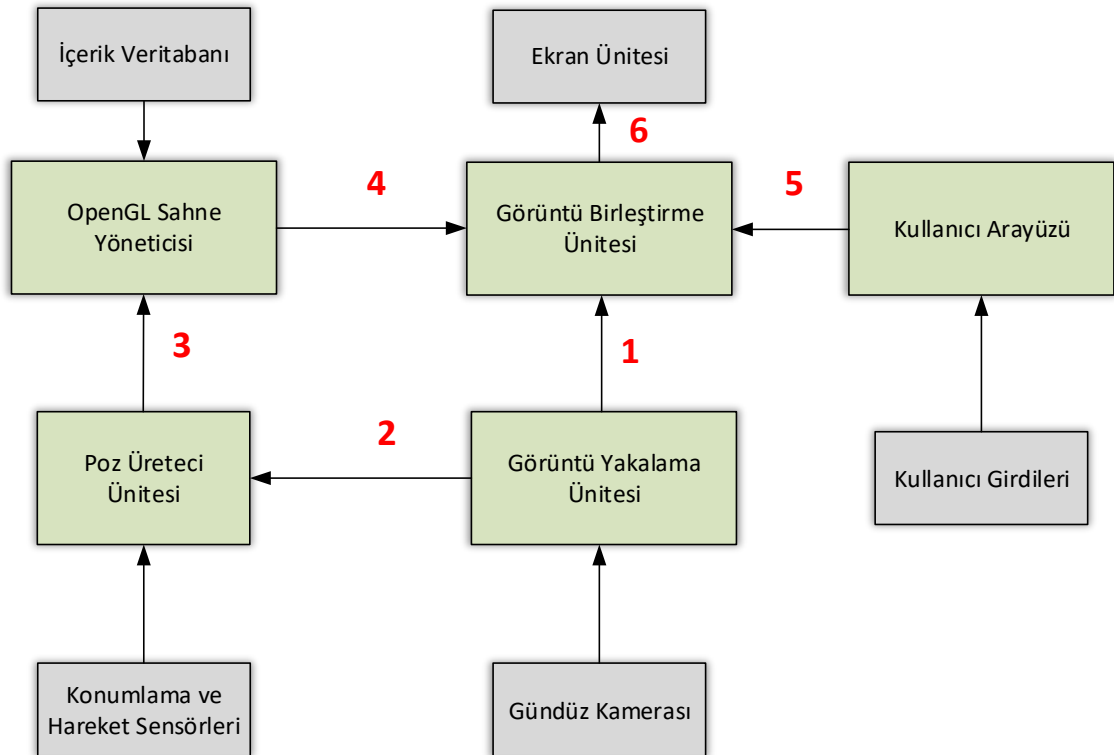 İçerik Veritabanı
Ekran Ünitesi
6
OpenGL Sahne
Yöneticisi
4
Görüntü Birleştirme
Ünitesi
5
Kullanıcı Arayüzü
3
1
Poz Üreteci
Ünitesi
2
Görüntü Yakalama
Ünitesi
Kullanıcı Girdileri
Konumlama ve
Hareket Sensörleri
Gündüz Kamerası